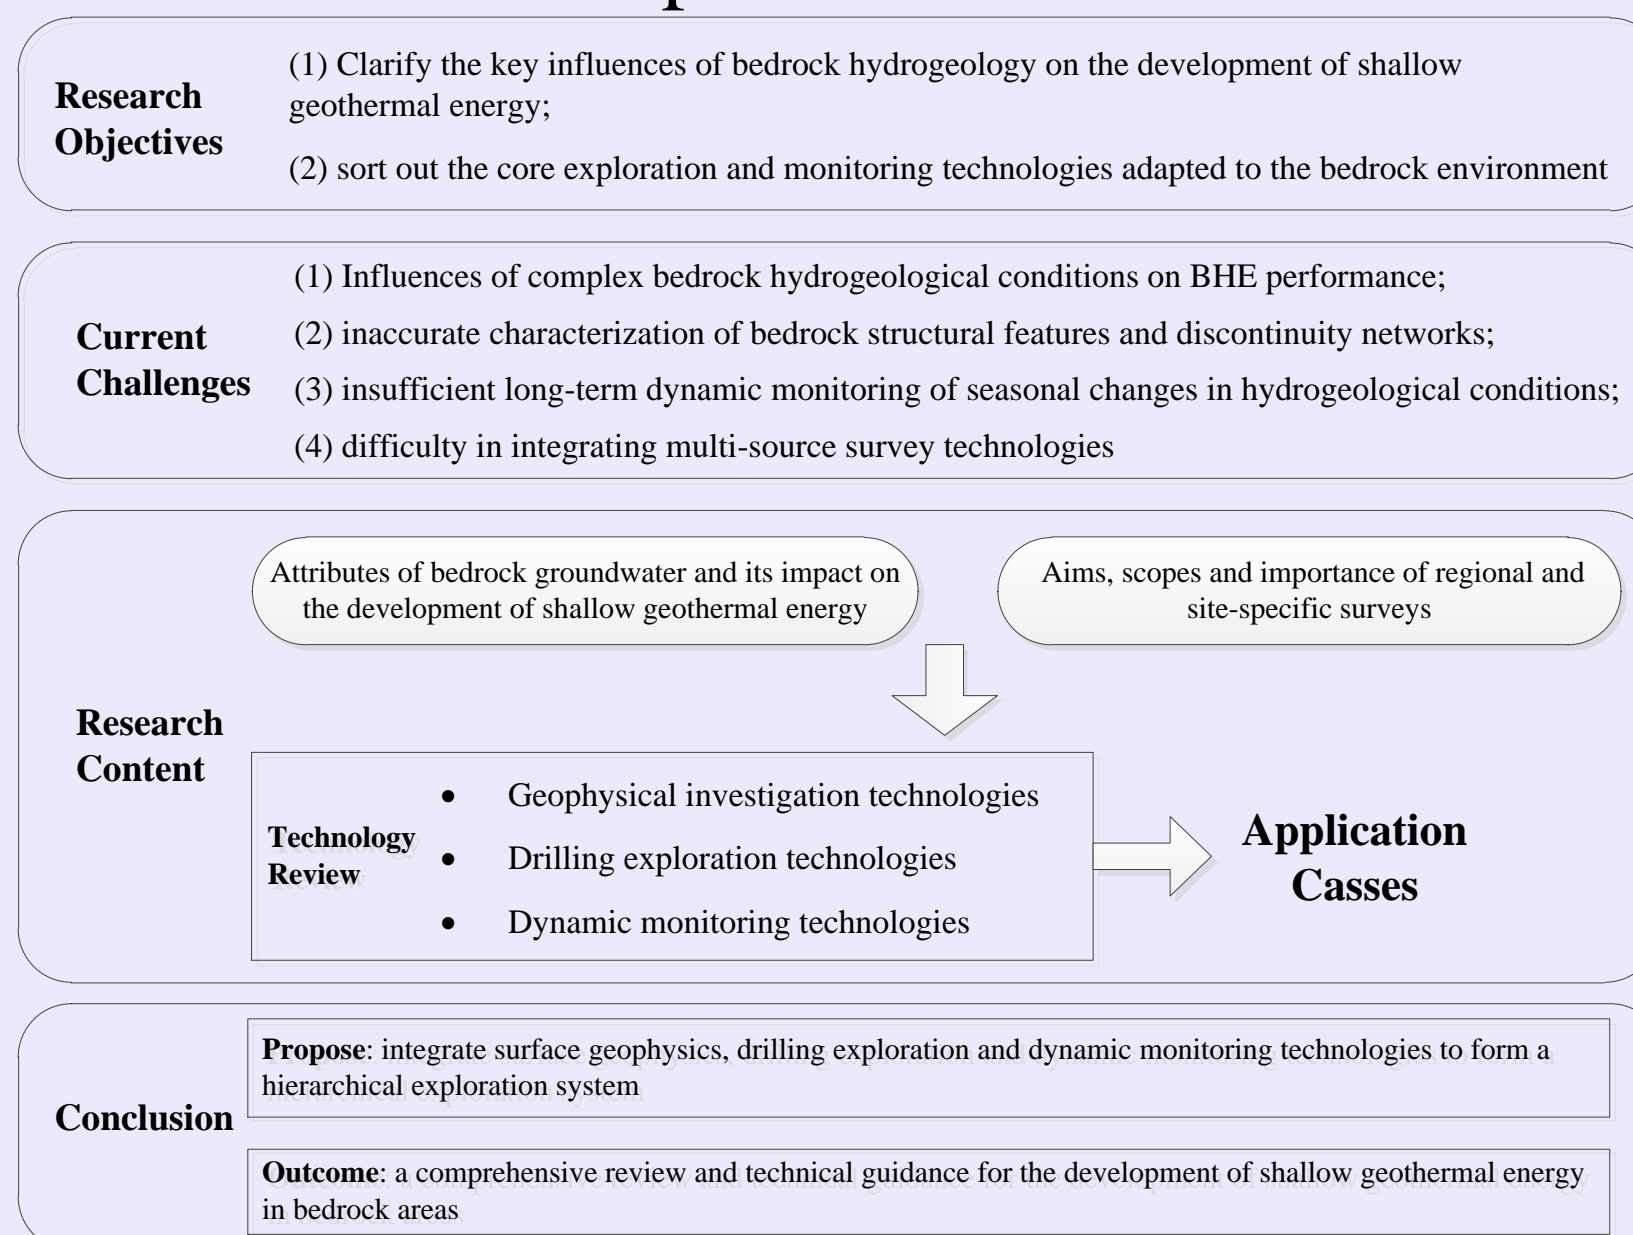 Research
Objectives
(1) Clarify the key influences of bedrock hydrogeology on the development of shallow
geothermal energy;
(2) sort out the core exploration and monitoring technologies adapted to the bedrock environment
Current
Challenges
(1) Influences of complex bedrock hydrogeological conditions on BHE performance;
(2) inaccurate characterization of bedrock structural features and discontinuity networks;
(3) insufficient long-term dynamic monitoring of seasonal changes in hydrogeological conditions;
(4) difficulty in integrating multi-source survey technologies
Research
Content
Attributes of bedrock groundwater and its impact on
the development of shallow geothermal energy
Aims, scopes and importance of regional and
site-specific surveys
Technology
Review
• Geophysical investigation technologies
• Drilling exploration technologies
• Dynamic monitoring technologies
Application
Casses
Conclusion
Propose: integrate surface geophysics, drilling exploration and dynamic monitoring technologies to form a
hierarchical exploration system
Outcome: a comprehensive review and technical guidance for the development of shallow geothermal energy
in bedrock areas